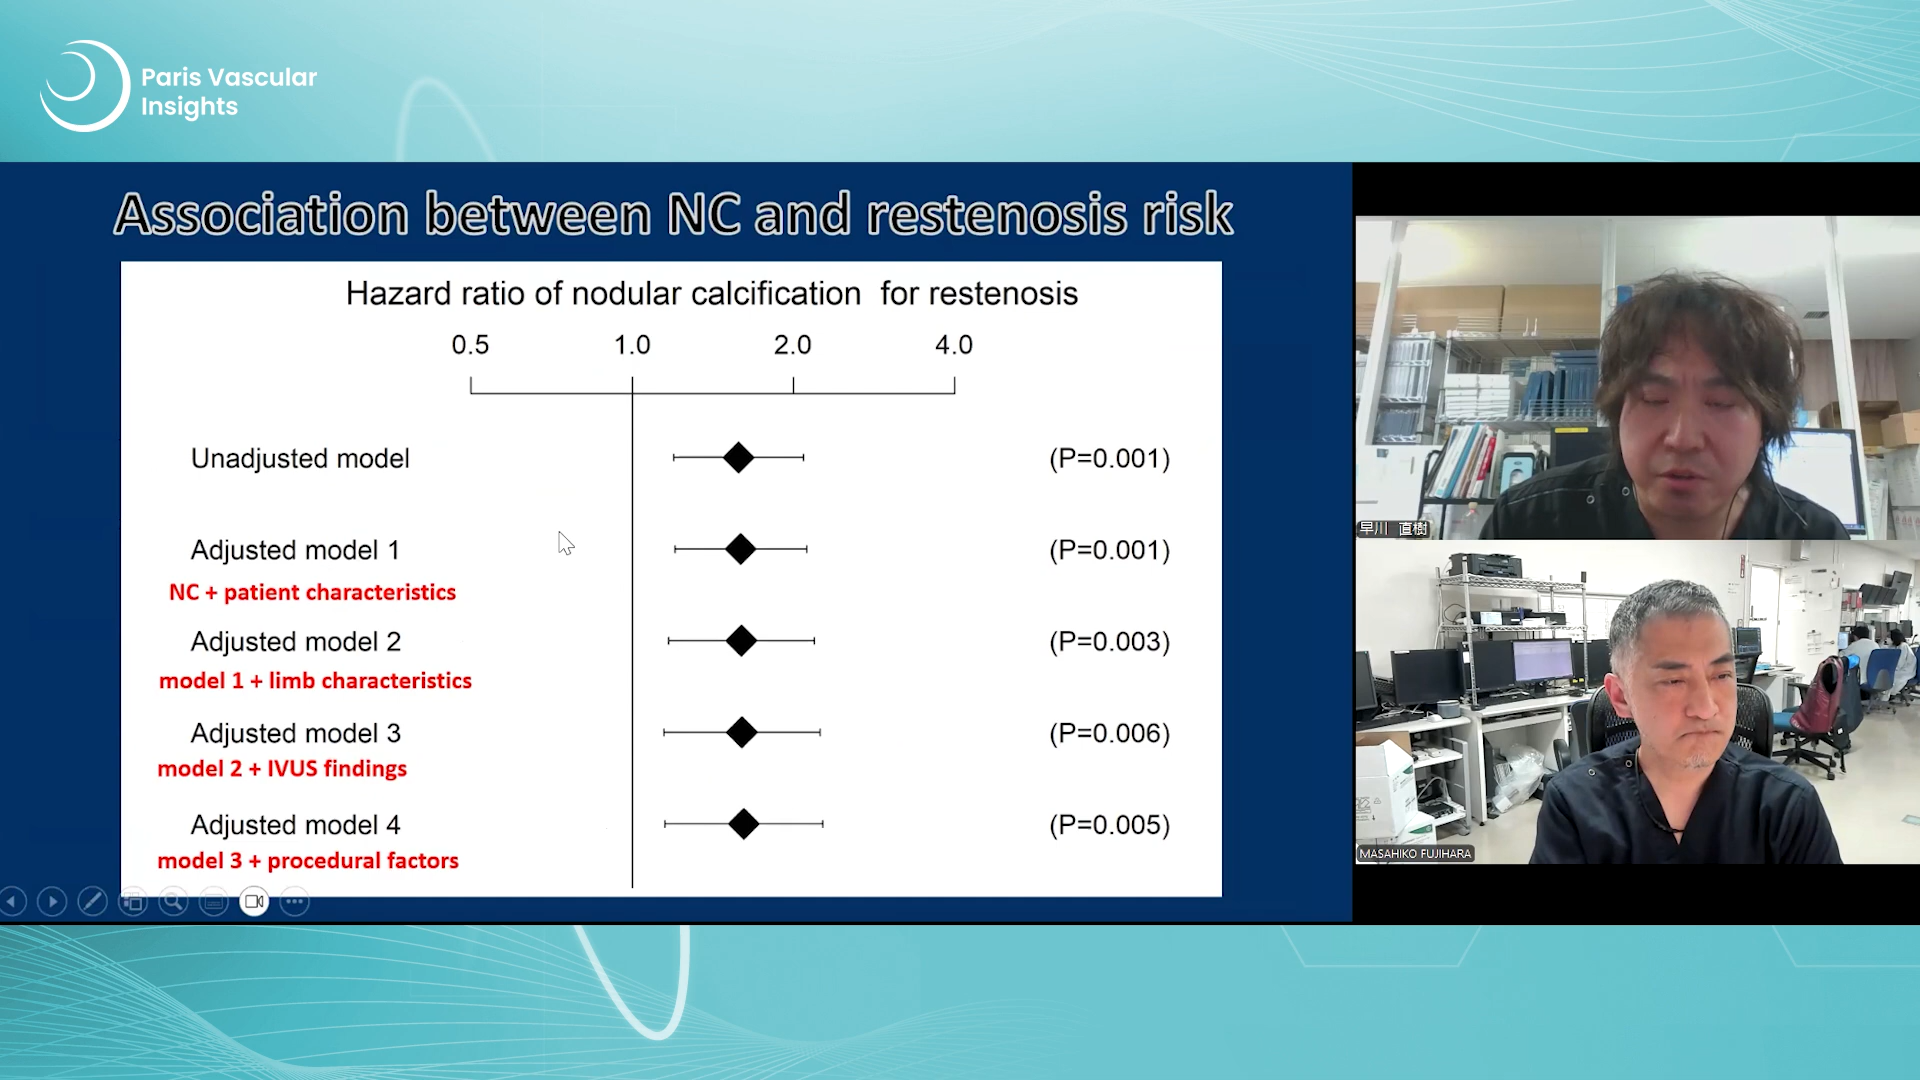 Paris Vascular
Insights
Association between NC and restenosis risk
Hazard ratio of nodular calcification for restenosis
0.5 1.0 2.0 4.0
Unadjusted model (P=0.001)
Adjusted model 1 (P=0.001)
NC + patient characteristics
Adjusted model 2 (P=0.003)
model 1 + limb characteristics
Adjusted model 3 (P=0.006)
model 2 + IVUS findings
Adjusted model 4 (P=0.005)
model 3 + procedural factors
早川 直樹
MASAHIKO FUJIHARA